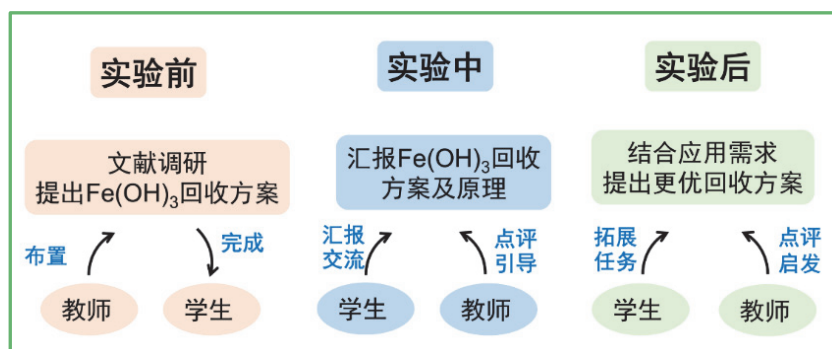 实验前
实验中
实验后
文献调研
提出Fe(OH)₃回收方案
汇报Fe(OH)₃回收
方案及原理
结合应用需求
提出更优回收方案
布置
完成
汇报
交流
点评
引导
拓展
任务
点评
启发
教师
学生
学生
教师
学生
教师